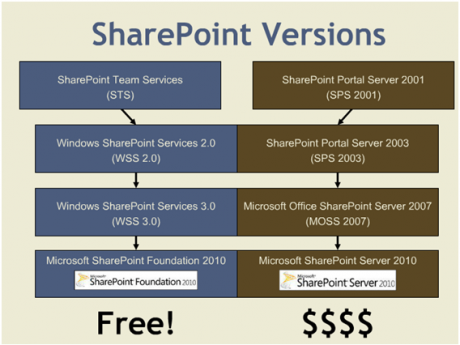 SharePoint Versions
SharePoint Team Services
(STS)
SharePoint Portal Server 2001
(SPS 2001)
Windows SharePoint Services 2.0
(WSS 2.0)
SharePoint Portal Server 2003
(SPS 2003)
Windows SharePoint Services 3.0
(WSS 3.0)
Microsoft Office SharePoint Server 2007
(MOSS 2007)
Microsoft SharePoint Foundation 2010
Microsoft
SharePoint Foundation 2010
Microsoft SharePoint Server 2010
Microsoft
SharePoint Server 2010
Free!
$$$$